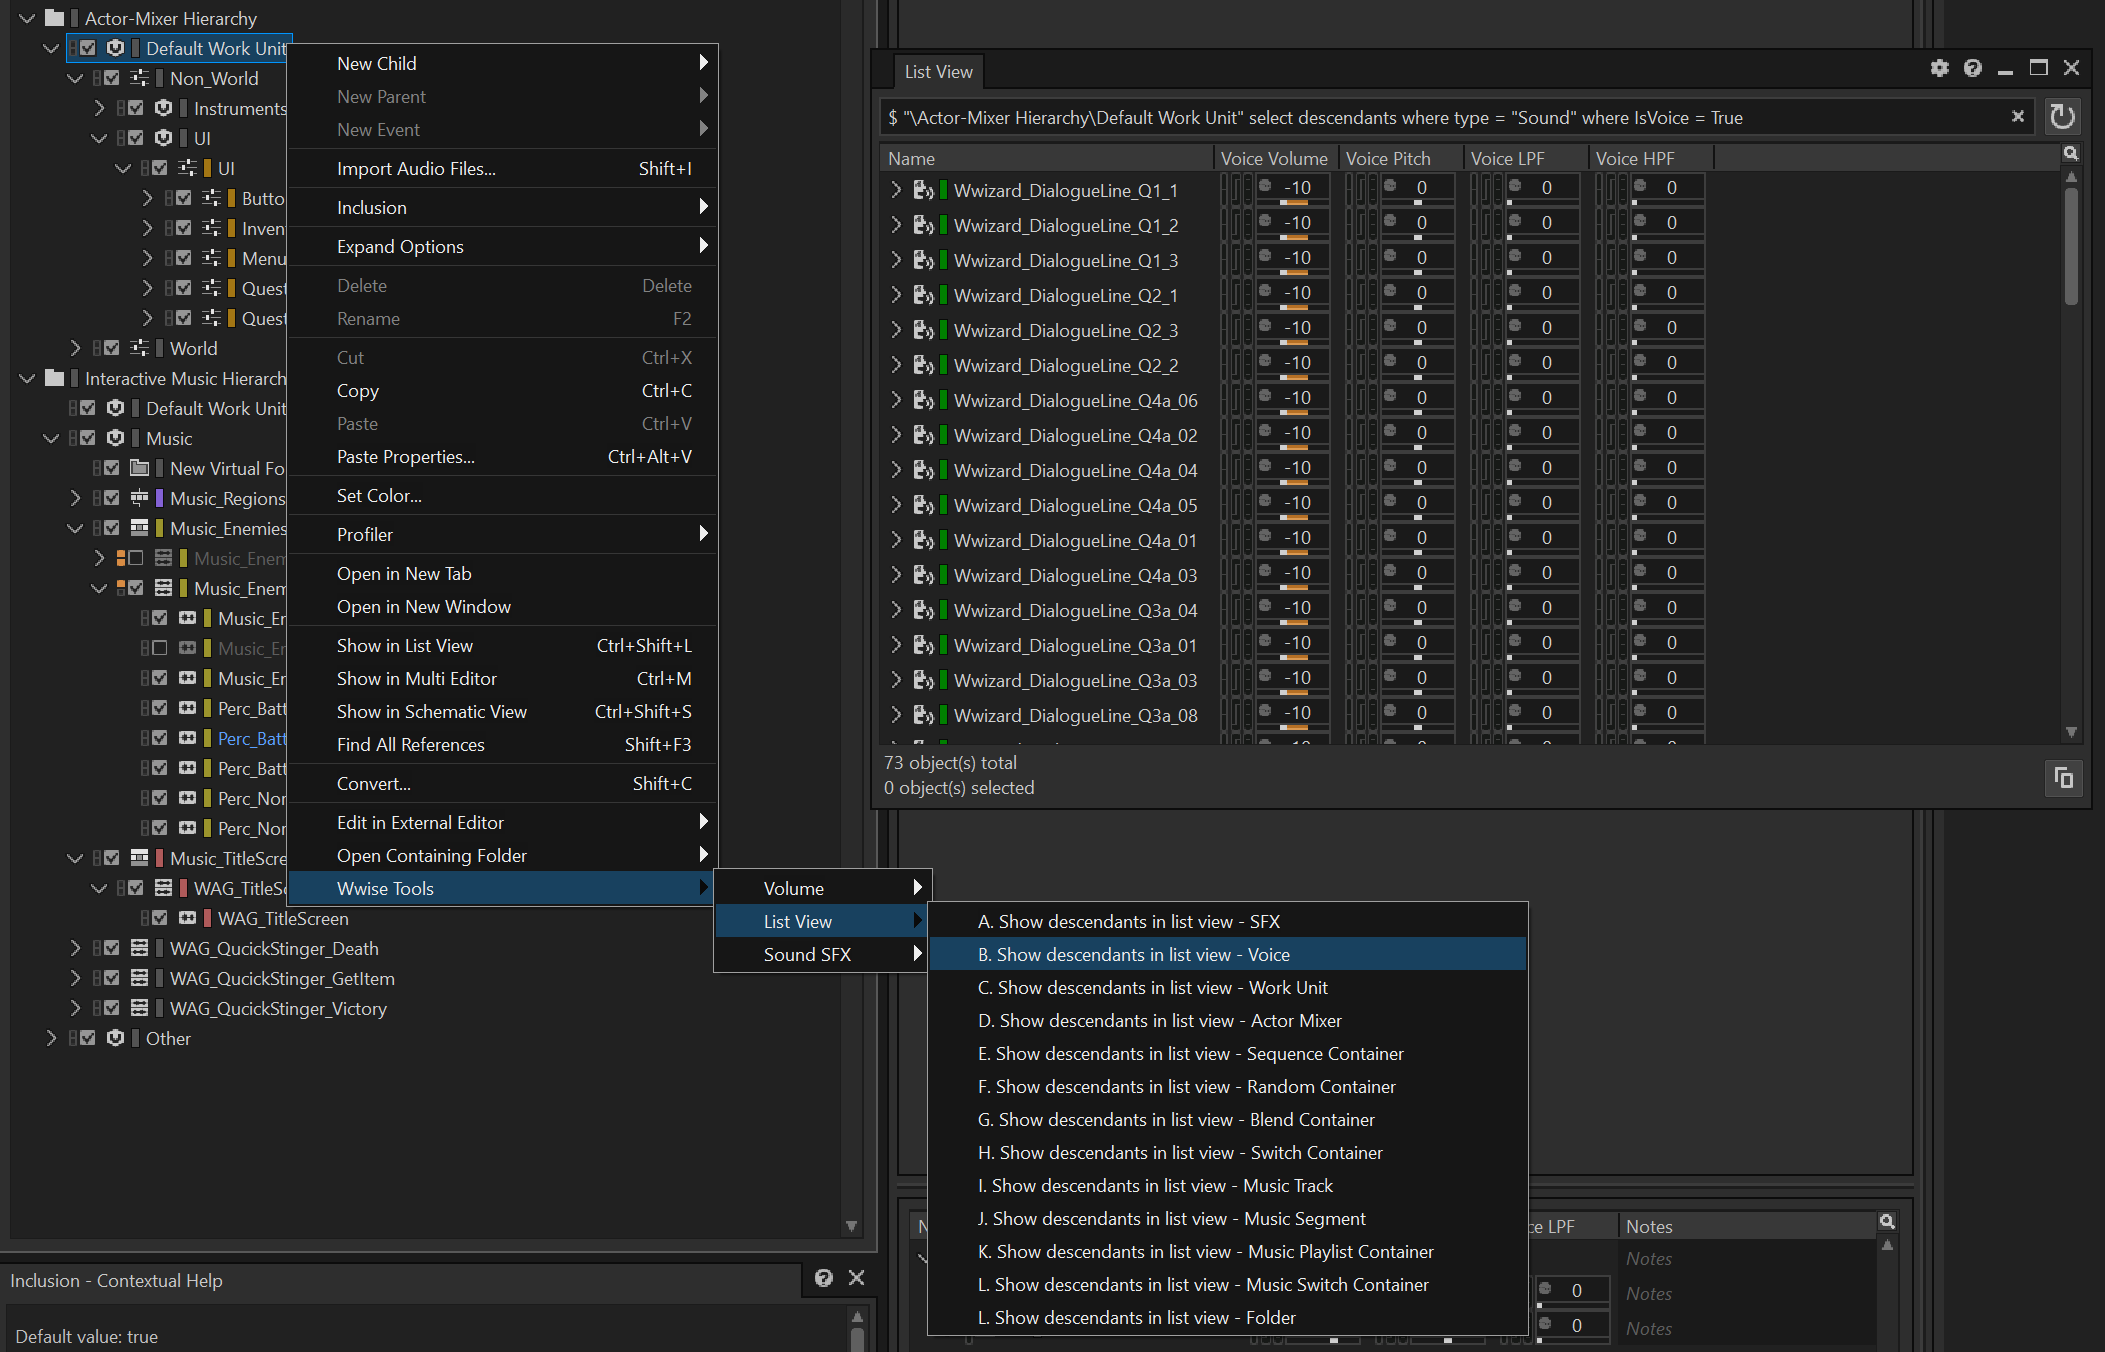 Actor-Mixer Hierarchy
Default Work Unit
Non_World
Instruments
UI
UI
Butto
Inven
Menu
Quest
Quest
World
Interactive Music Hierarch
Default Work Unit
Music
New Virtual Fo
Music_Regions
Music_Enemies
Music_Enem
Music_Enem
Music_Er
Music_Er
Music_Er
Perc_Batt
Perc_Batt
Perc_Batt
Perc_Nor
Perc_Nor
Music_TitleScre
WAG_TitleSc
WAG_TitleScreen
WAG_QucickStinger_Death
WAG_QucickStinger_GetItem
WAG_QucickStinger_Victory
Other
New Child
New Parent
New Event
Import Audio Files... Shift+I
Inclusion
Expand Options
Delete Delete
Rename F2
Cut Ctrl+X
Copy Ctrl+C
Paste Ctrl+V
Paste Properties... Ctrl+Alt+V
Set Color...
Profiler
Open in New Tab
Open in New Window
Show in List View Ctrl+Shift+L
Show in Multi Editor Ctrl+M
Show in Schematic View Ctrl+Shift+S
Find All References Shift+F3
Convert... Shift+C
Edit in External Editor
Open Containing Folder
Wwise Tools
Volume
List View
Sound SFX
A. Show descendants in list view - SFX
B. Show descendants in list view - Voice
C. Show descendants in list view - Work Unit
D. Show descendants in list view - Actor Mixer
E. Show descendants in list view - Sequence Container
F. Show descendants in list view - Random Container
G. Show descendants in list view - Blend Container
H. Show descendants in list view - Switch Container
I. Show descendants in list view - Music Track
J. Show descendants in list view - Music Segment
K. Show descendants in list view - Music Playlist Container
L. Show descendants in list view - Music Switch Container
L. Show descendants in list view - Folder
List View
$ "\Actor-Mixer Hierarchy\Default Work Unit" select descendants where type = "Sound" where IsVoice = True
Name Voice Volume Voice Pitch Voice LPF Voice HPF
Wwizard_DialogueLine_Q1_1 -10 0 0 0
Wwizard_DialogueLine_Q1_2 -10 0 0 0
Wwizard_DialogueLine_Q1_3 -10 0 0 0
Wwizard_DialogueLine_Q2_1 -10 0 0 0
Wwizard_DialogueLine_Q2_3 -10 0 0 0
Wwizard_DialogueLine_Q2_2 -10 0 0 0
Wwizard_DialogueLine_Q4a_06 -10 0 0 0
Wwizard_DialogueLine_Q4a_02 -10 0 0 0
Wwizard_DialogueLine_Q4a_04 -10 0 0 0
Wwizard_DialogueLine_Q4a_05 -10 0 0 0
Wwizard_DialogueLine_Q4a_01 -10 0 0 0
Wwizard_DialogueLine_Q4a_03 -10 0 0 0
Wwizard_DialogueLine_Q3a_04 -10 0 0 0
Wwizard_DialogueLine_Q3a_01 -10 0 0 0
Wwizard_DialogueLine_Q3a_03 -10 0 0 0
Wwizard_DialogueLine_Q3a_08 -10 0 0 0
73 object(s) total
0 object(s) selected
N ce LPF Notes
Notes
0 Notes
0 Notes
Inclusion - Contextual Help
Default value: true